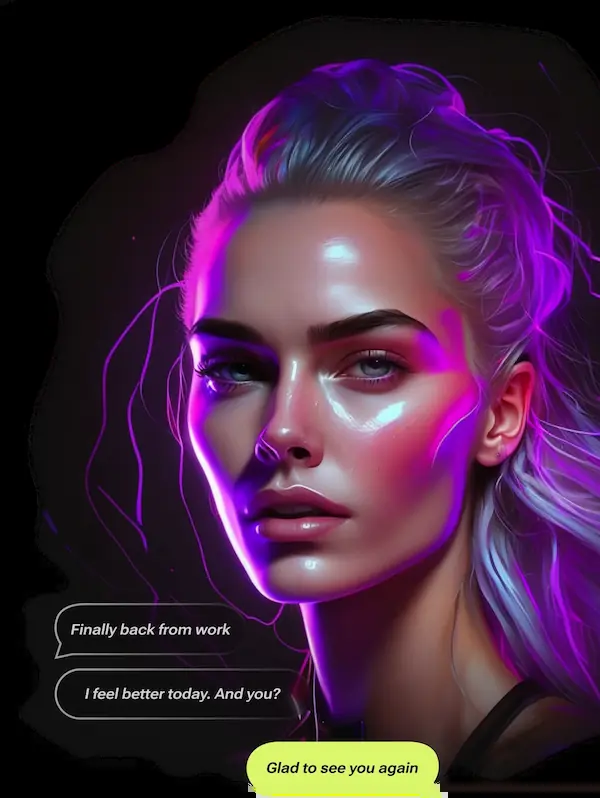 Finally back from work
I feel better today. And you?
Glad to see you again